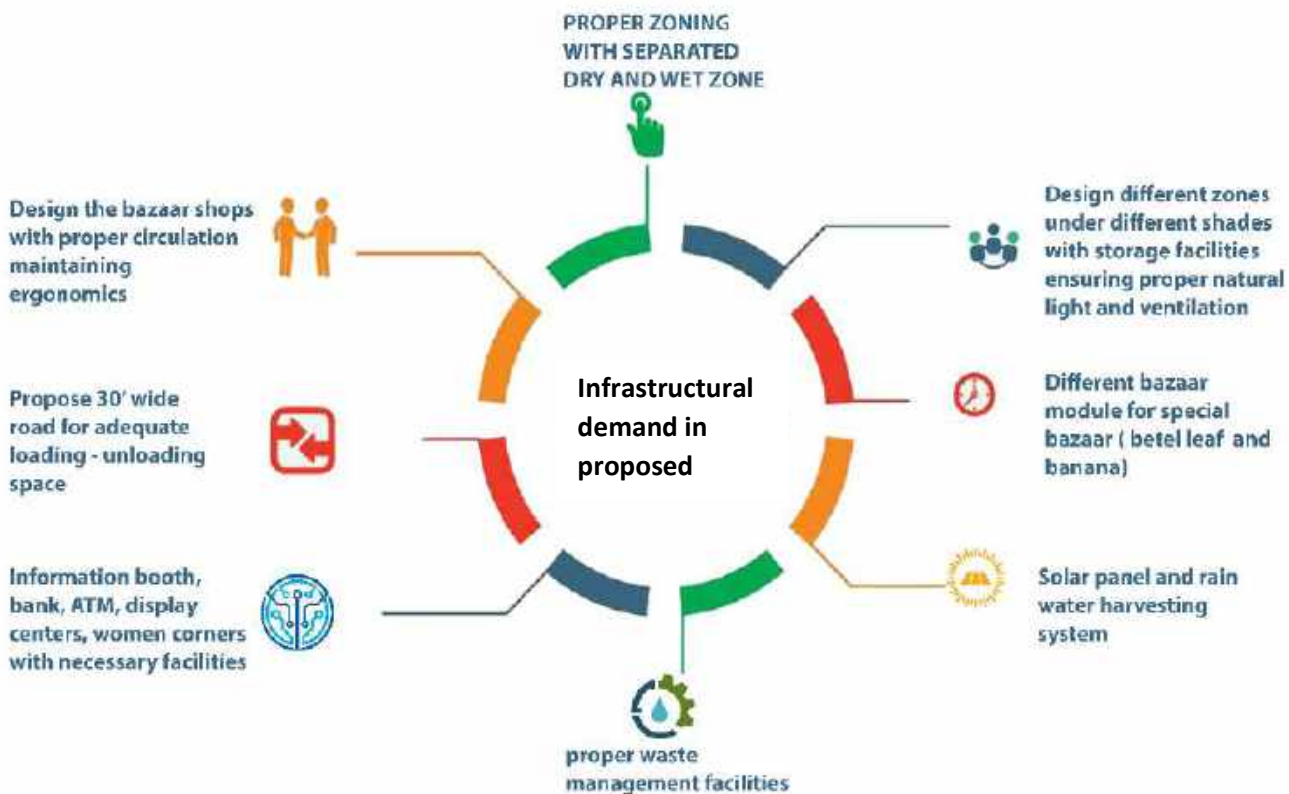 PROPER ZONING
WITH SEPARATED
DRY AND WET ZONE
Design the bazaar shops
with proper circulation
maintaining
ergonomics
Design different zones
under different shades
with storage facilities
ensuring proper natural
light and ventilation
Infrastructural
demand in
proposed
Propose 30' wide
road for adequate
loading - unloading
space
Different bazaar
module for special
bazaar ( betel leaf and
banana)
Information booth,
bank, ATM, display
centers, women corners
with necessary facilities
Solar panel and rain
water harvesting
system
proper waste
management facilities